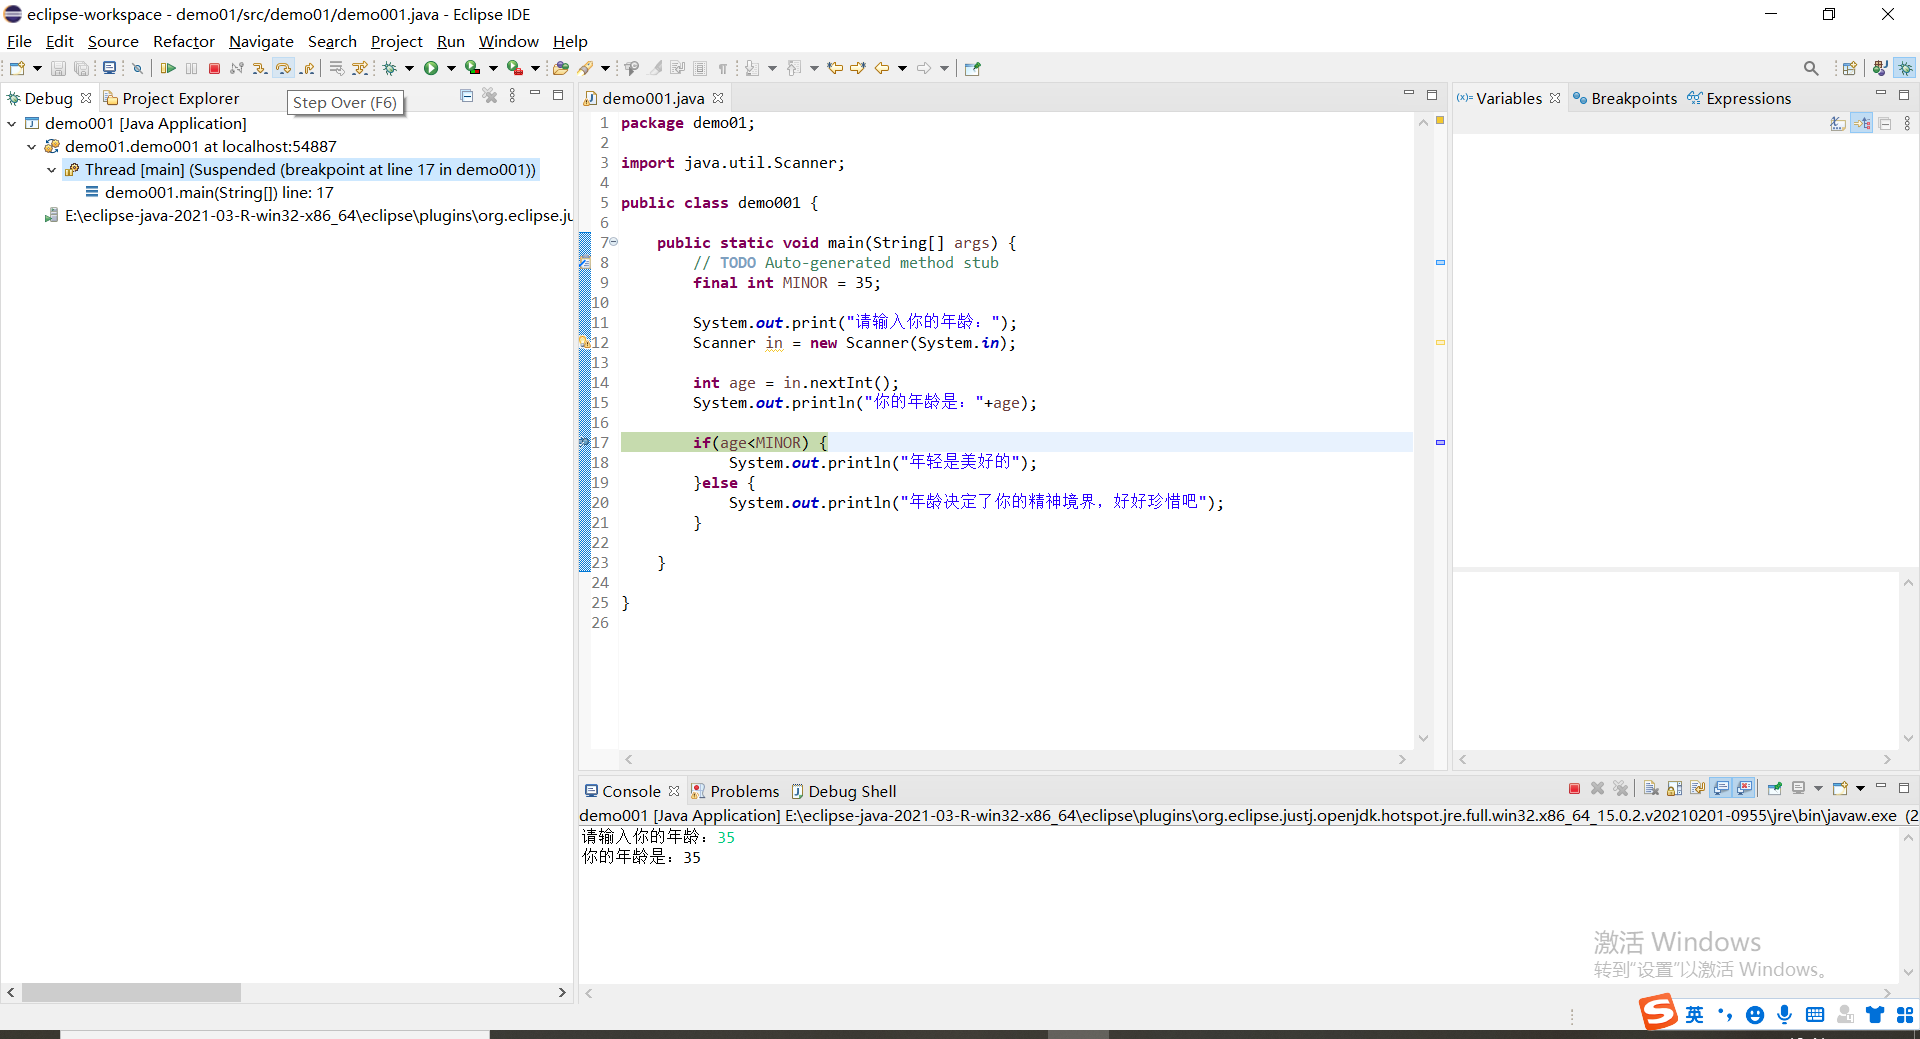 eclipse-workspace - demo01/src/demo01/demo001.java - Eclipse IDE
File Edit Source Refactor Navigate Search Project Run Window Help
Debug Project Explorer
Step Over (F6)
demo001 [Java Application]
demo01.demo001 at localhost:54887
Thread [main] (Suspended (breakpoint at line 17 in demo001))
demo001.main(String[]) line: 17
E:\eclipse-java-2021-03-R-win32-x86_64\eclipse\plugins\org.eclipse.ju
demo001.java
1 package demo01;
2
3 import java.util.Scanner;
4
5 public class demo001 {
6
7 public static void main(String[] args) {
8 // TODO Auto-generated method stub
9 final int MINOR = 35;
10
11 System.out.print("请输入你的年龄：");
12 Scanner in = new Scanner(System.in);
13
14 int age = in.nextInt();
15 System.out.println("你的年龄是："+age);
16
17 if(age<MINOR) {
18 System.out.println("年轻是美好的");
19 }else {
20 System.out.println("年龄决定了你的精神境界，好好珍惜吧");
21 }
22
23 }
24
25 }
26
(x)= Variables Breakpoints Expressions
Console Problems Debug Shell
demo001 [Java Application] E:\eclipse-java-2021-03-R-win32-x86_64\eclipse\plugins\org.eclipse.justj.openjdk.hotspot.jre.full.win32.x86_64_15.0.2.v20210201-0955\jre\bin\javaw.exe (2
请输入你的年龄：35
你的年龄是：35
激活 Windows
转到“设置”以激活 Windows。
英